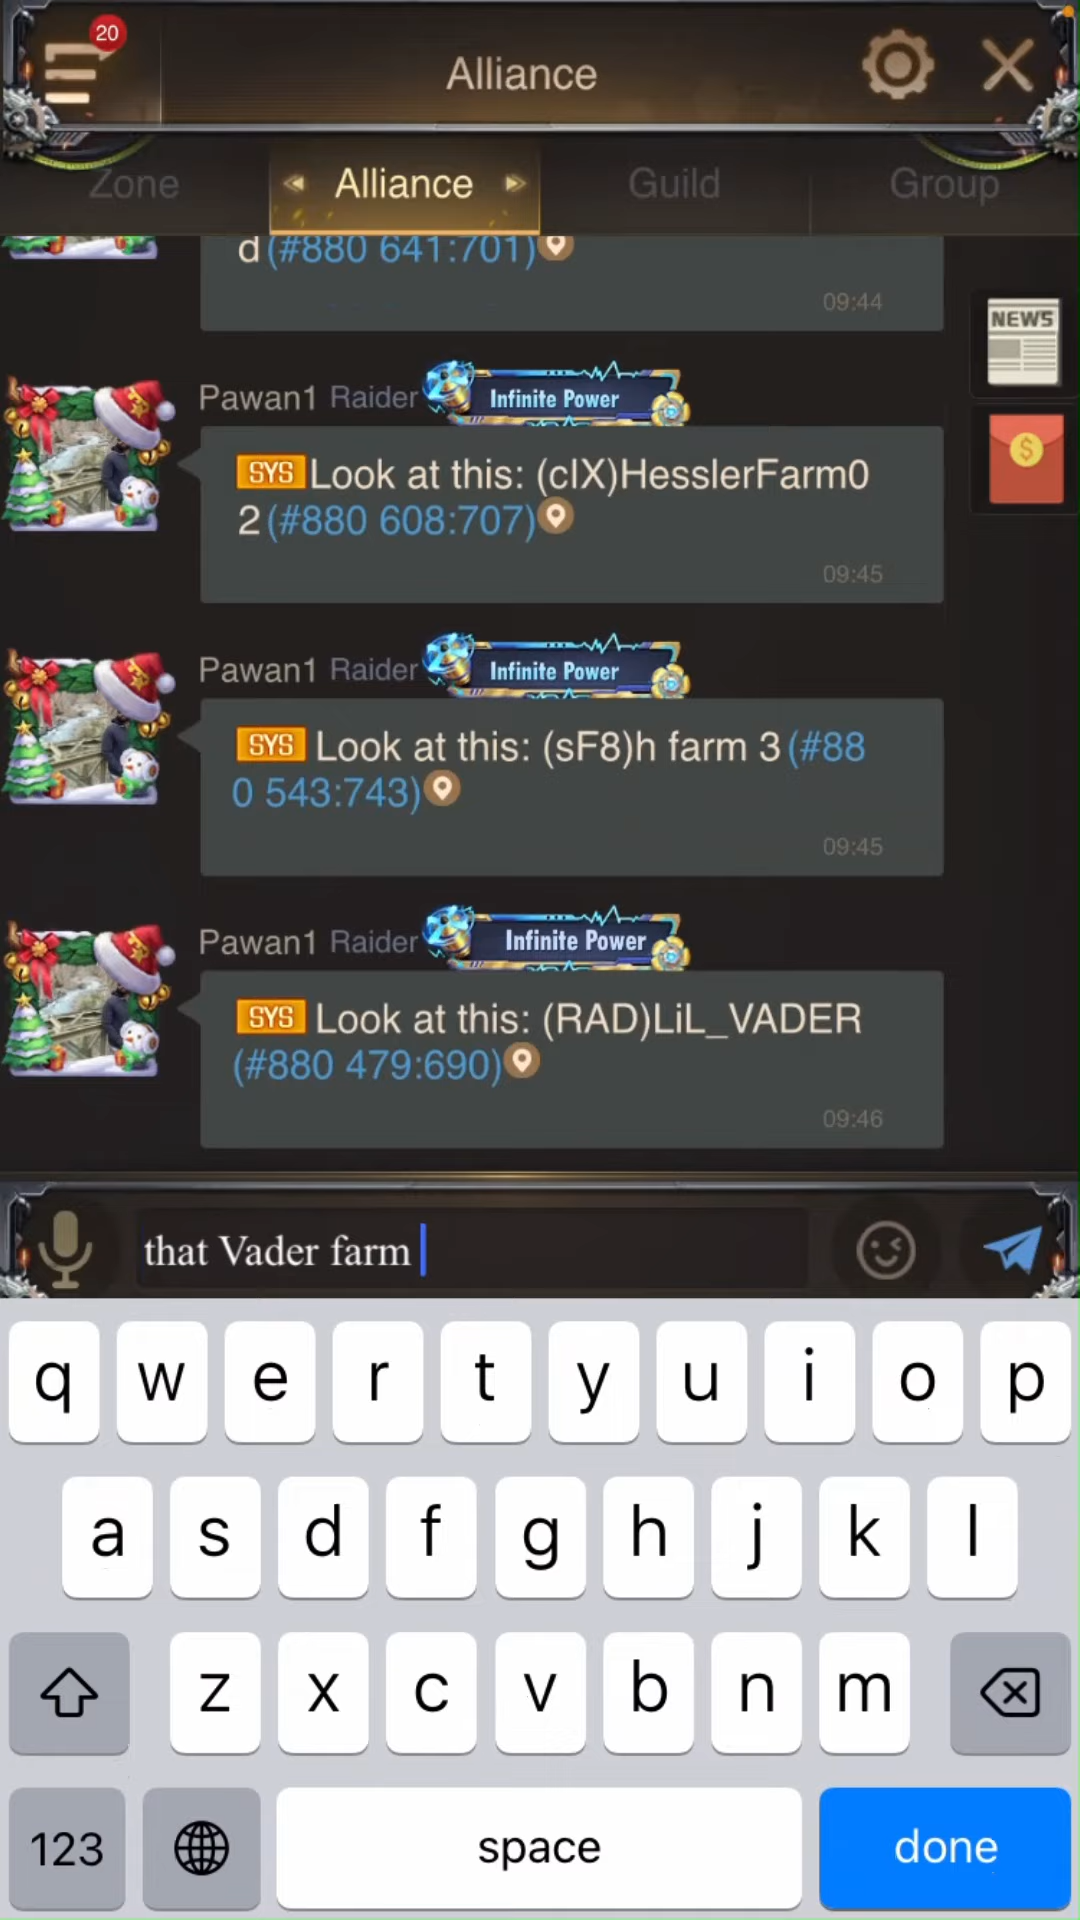 20
Alliance
Zone
Alliance
Guild
Group
d(#880 641:701)
09:44
NEWS
Pawan1 Raider Infinite Power
SYS Look at this: (cIX)HesslerFarm0
2(#880 608:707)
09:45
Pawan1 Raider Infinite Power
SYS Look at this: (sF8)h farm 3(#88
0 543:743)
09:45
Pawan1 Raider Infinite Power
SYS Look at this: (RAD)LiL_VADER
(#880 479:690)
09:46
that Vader farm
q w e r t y u i o p
a s d f g h j k l
z x c v b n m
123 space done